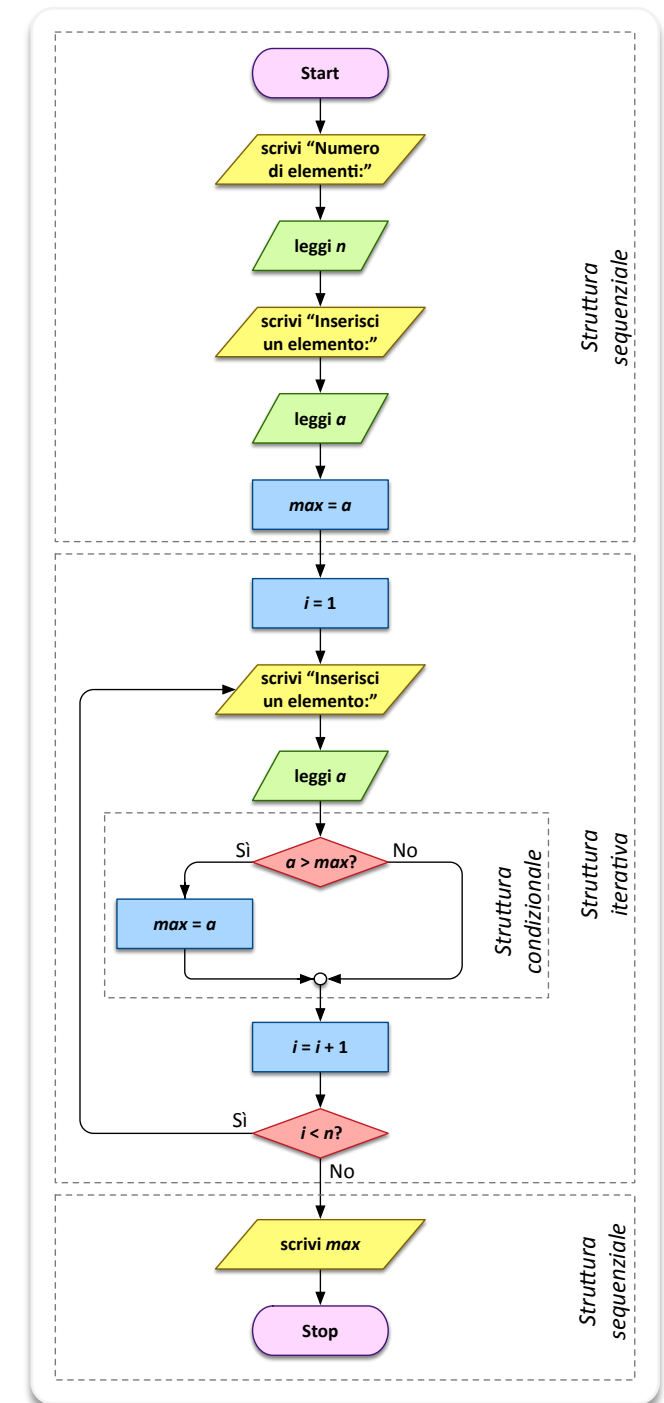 Start
scrivi “Numero
di elementi:”
leggi n
scrivi “Inserisci
un elemento:”
leggi a
max = a
Struttura
sequenziale
i = 1
scrivi “Inserisci
un elemento:”
leggi a
a > max?
Sì
No
max = a
Struttura
condizionale
i = i + 1
i < n?
Sì
No
Struttura
iterativa
scrivi max
Stop
Struttura
sequenziale